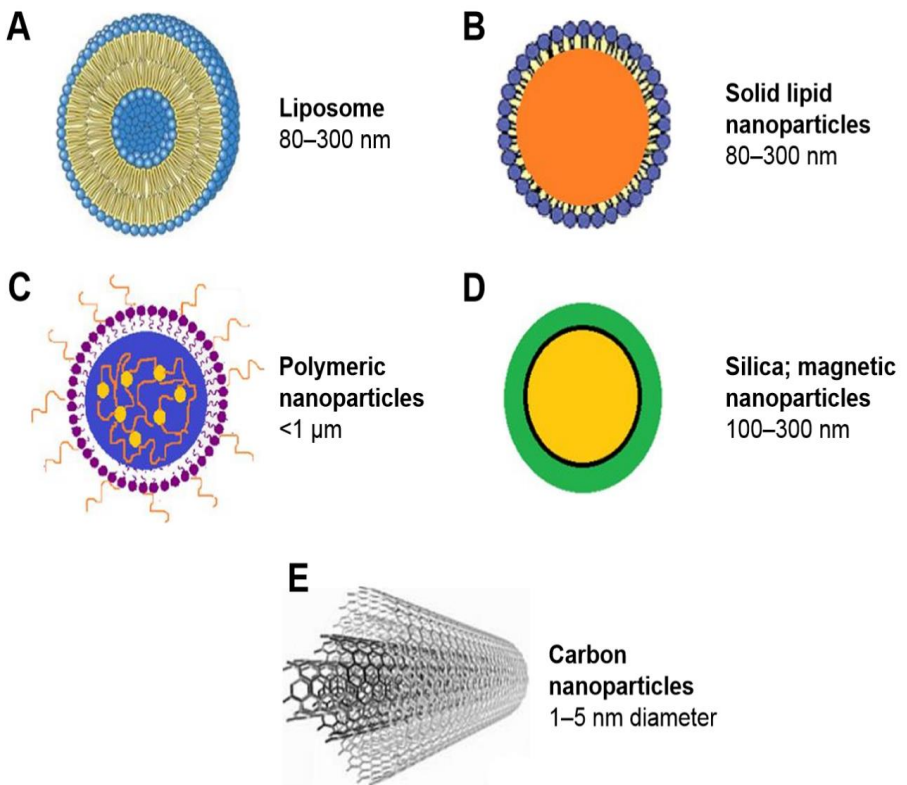 A
Liposome
80–300 nm
B
Solid lipid
nanoparticles
80–300 nm
C
Polymeric
nanoparticles
<1 µm
D
Silica; magnetic
nanoparticles
100–300 nm
E
Carbon
nanoparticles
1–5 nm diameter